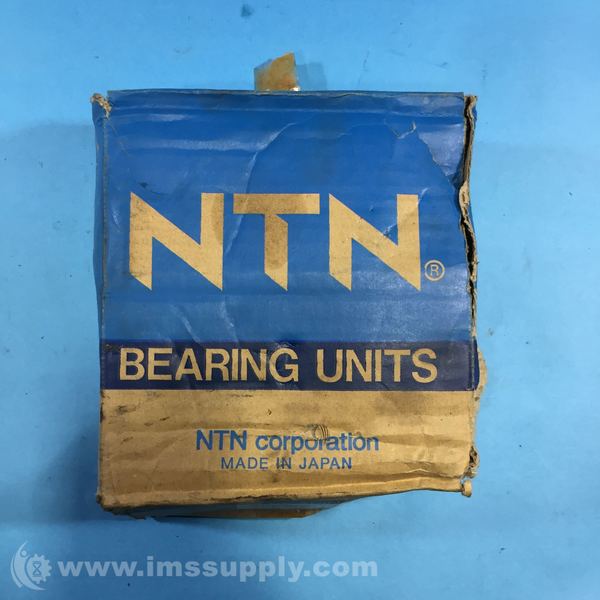 NTN®
BEARING UNITS
NTN corporation
MADE IN JAPAN
www.imssupply.com